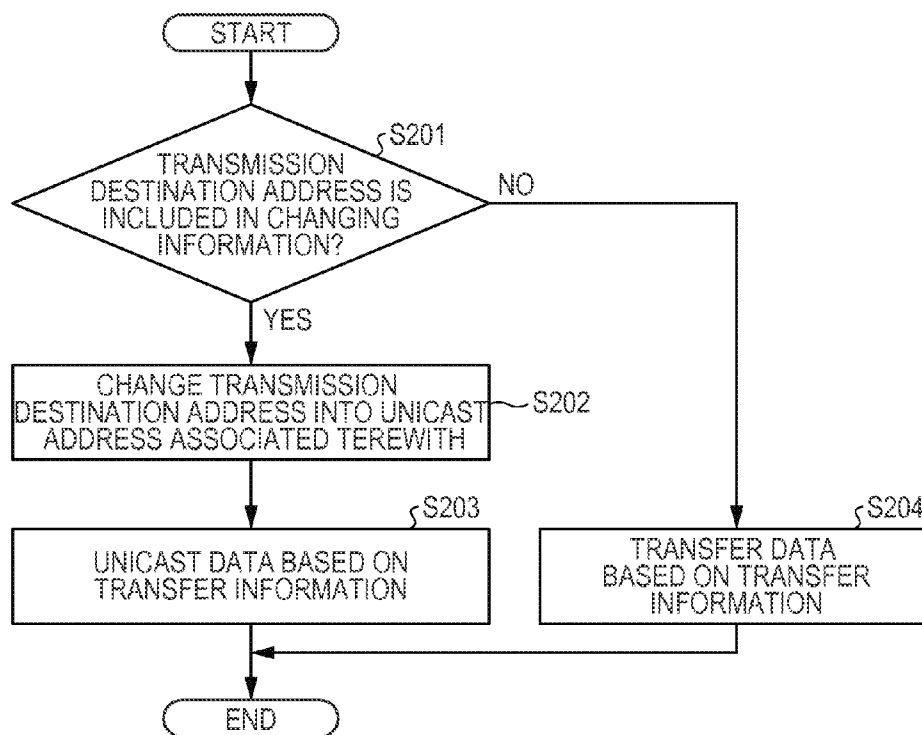 START
S201
TRANSMISSION
DESTINATION ADDRESS IS
INCLUDED IN CHANGING
INFORMATION?
NO
YES
CHANGE TRANSMISSION
DESTINATION ADDRESS INTO UNICAST
ADDRESS ASSOCIATED TEREWITH
S202
S203
UNICAST DATA BASED ON
TRANSFER INFORMATION
S204
TRANSFER DATA
BASED ON TRANSFER
INFORMATION
END